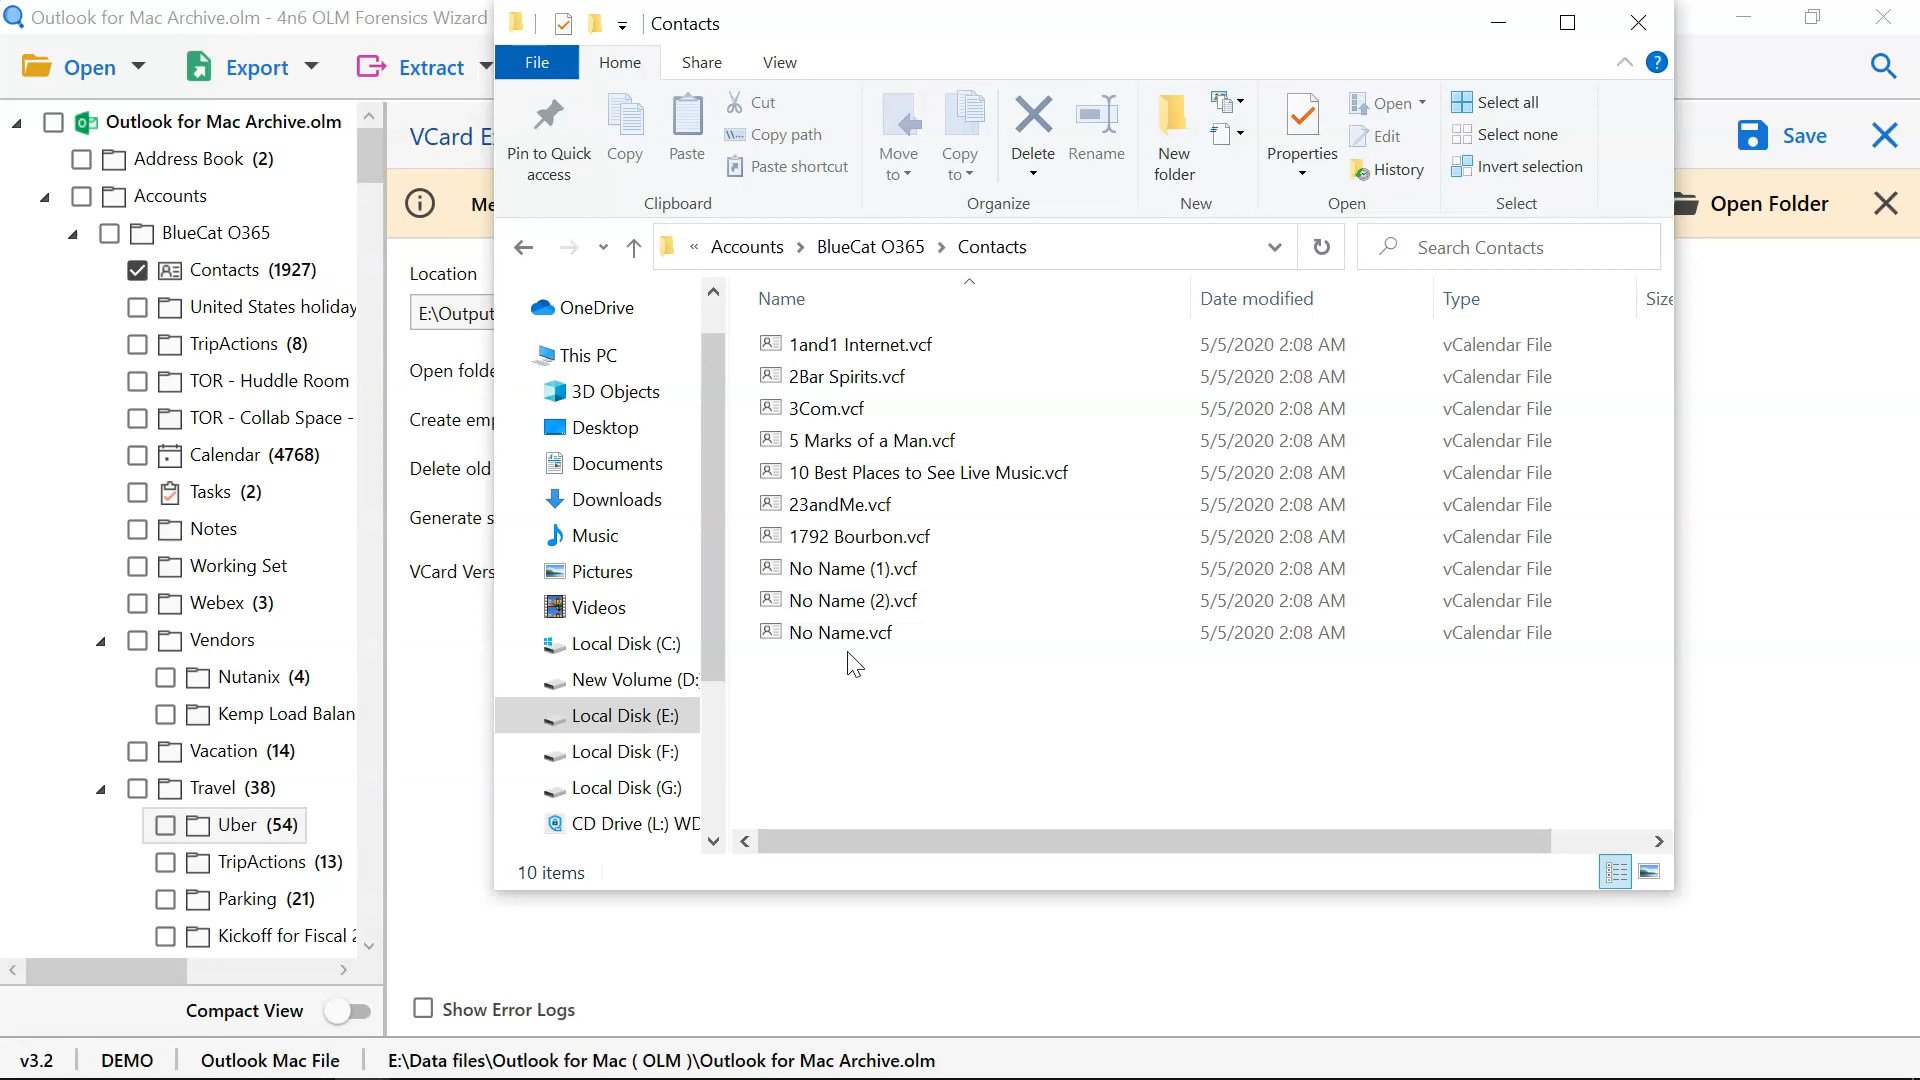 Outlook for Mac Archive.olm - 4n6 OLM Forensics Wizard
Open
Export
Extract
Outlook for Mac Archive.olm
Address Book (2)
Accounts
BlueCat O365
Contacts (1927)
United States holiday
TripActions (8)
TOR - Huddle Room
TOR - Collab Space -
Calendar (4768)
Tasks (2)
Notes
Working Set
Webex (3)
Vendors
Nutanix (4)
Kemp Load Balan
Vacation (14)
Travel (38)
Uber (54)
TripActions (13)
Parking (21)
Kickoff for Fiscal 2
Compact View
VCard E
Me
Location
E:\Output
Open folde
Create emp
Delete old
Generate s
VCard Vers
Show Error Logs
Save
Open Folder
Contacts
File
Home
Share
View
Pin to Quick
access
Copy
Paste
Cut
Copy path
Paste shortcut
Clipboard
Move
to
Copy
to
Delete
Rename
Organize
New
folder
New
Properties
Open
Edit
History
Open
Select all
Select none
Invert selection
Select
« Accounts > BlueCat O365 > Contacts
Search Contacts
OneDrive
This PC
3D Objects
Desktop
Documents
Downloads
Music
Pictures
Videos
Local Disk (C:)
New Volume (D:
Local Disk (E:)
Local Disk (F:)
Local Disk (G:)
CD Drive (L:) WD
Name Date modified Type Size
1and1 Internet.vcf 5/5/2020 2:08 AM vCalendar File
2Bar Spirits.vcf 5/5/2020 2:08 AM vCalendar File
3Com.vcf 5/5/2020 2:08 AM vCalendar File
5 Marks of a Man.vcf 5/5/2020 2:08 AM vCalendar File
10 Best Places to See Live Music.vcf 5/5/2020 2:08 AM vCalendar File
23andMe.vcf 5/5/2020 2:08 AM vCalendar File
1792 Bourbon.vcf 5/5/2020 2:08 AM vCalendar File
No Name (1).vcf 5/5/2020 2:08 AM vCalendar File
No Name (2).vcf 5/5/2020 2:08 AM vCalendar File
No Name.vcf 5/5/2020 2:08 AM vCalendar File
10 items
v3.2 DEMO Outlook Mac File E:\Data files\Outlook for Mac ( OLM )\Outlook for Mac Archive.olm